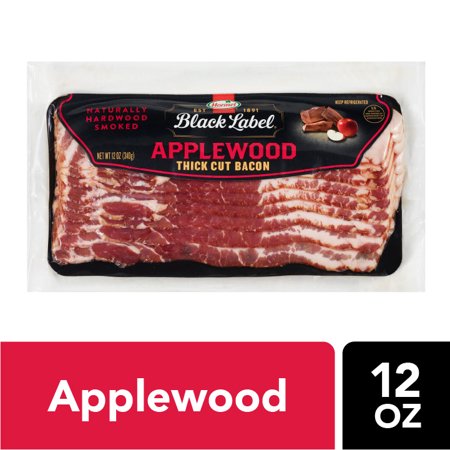 Hormel
EST 1891
NATURALLY
HARDWOOD
SMOKED
Black Label®
KEEP REFRIGERATED
APPLEWOOD
NET WT 12 OZ (340g)
THICK CUT BACON
Applewood
12
OZ